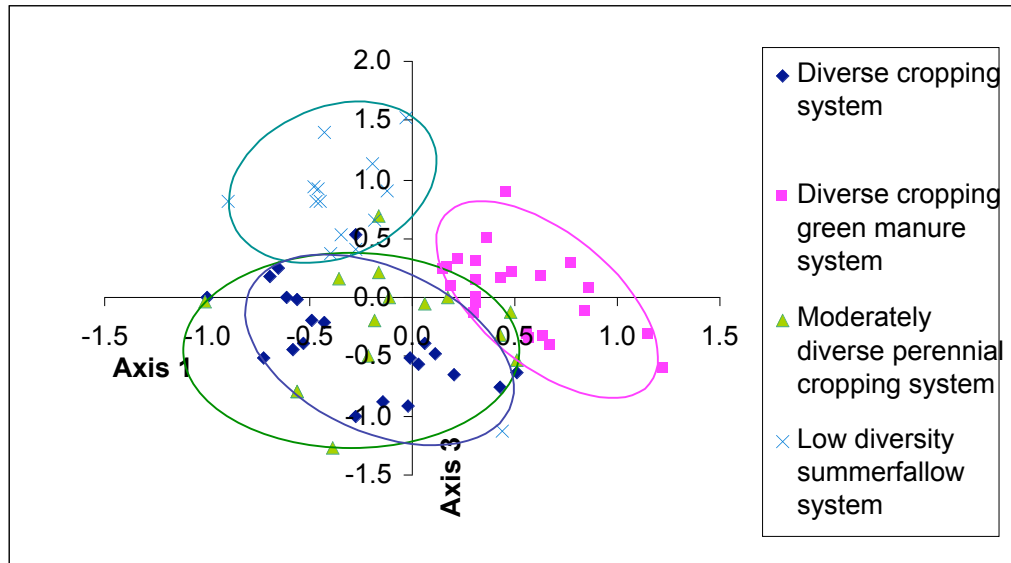 2.0
1.5
1.0
0.5
0.0
-0.5
-1.0
-1.5
-1.5 -1.0 -0.5 0.0 0.5 1.0 1.5
Axis 1
Axis 3
Diverse cropping
system
Diverse cropping
green manure
system
Moderately
diverse perennial
cropping system
Low diversity
summerfallow
system